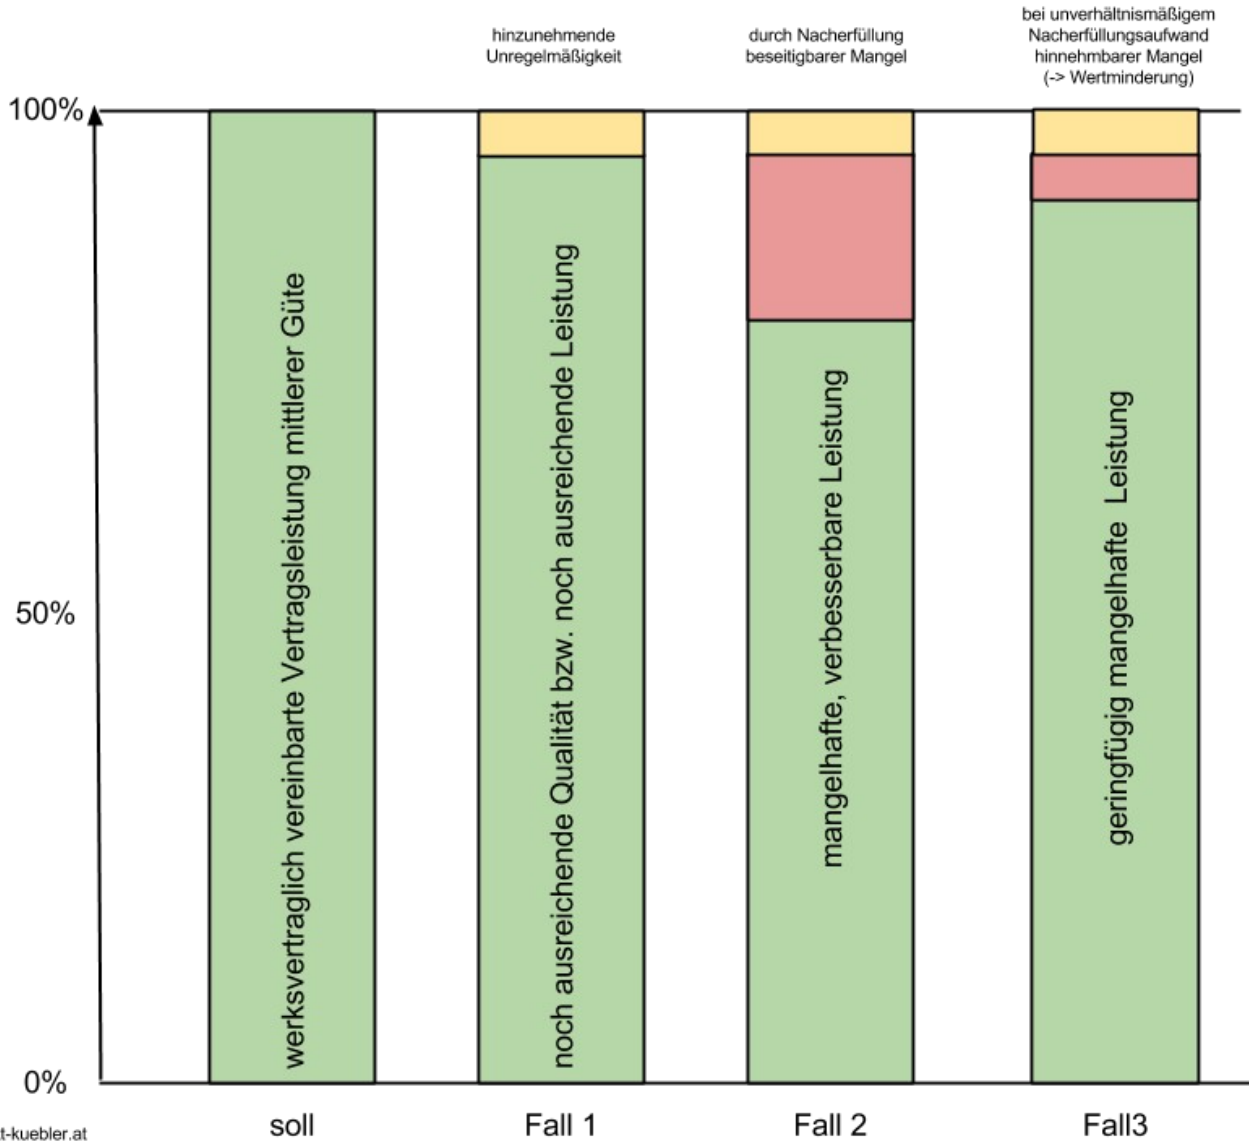 hinzunehmende
Unregelmäßigkeit
durch Nacherfüllung
beseitigbarer Mangel
bei unverhältnismäßigem
Nacherfüllungsaufwand
hinnehmbarer Mangel
(-> Wertminderung)
100%
50%
0%
werksvertraglich vereinbarte Vertragsleistung mittlerer Güte
noch ausreichende Qualität bzw. noch ausreichende Leistung
mangelhafte, verbesserbare Leistung
geringfügig mangelhafte Leistung
soll
Fall 1
Fall 2
Fall3
t-kuebler.at